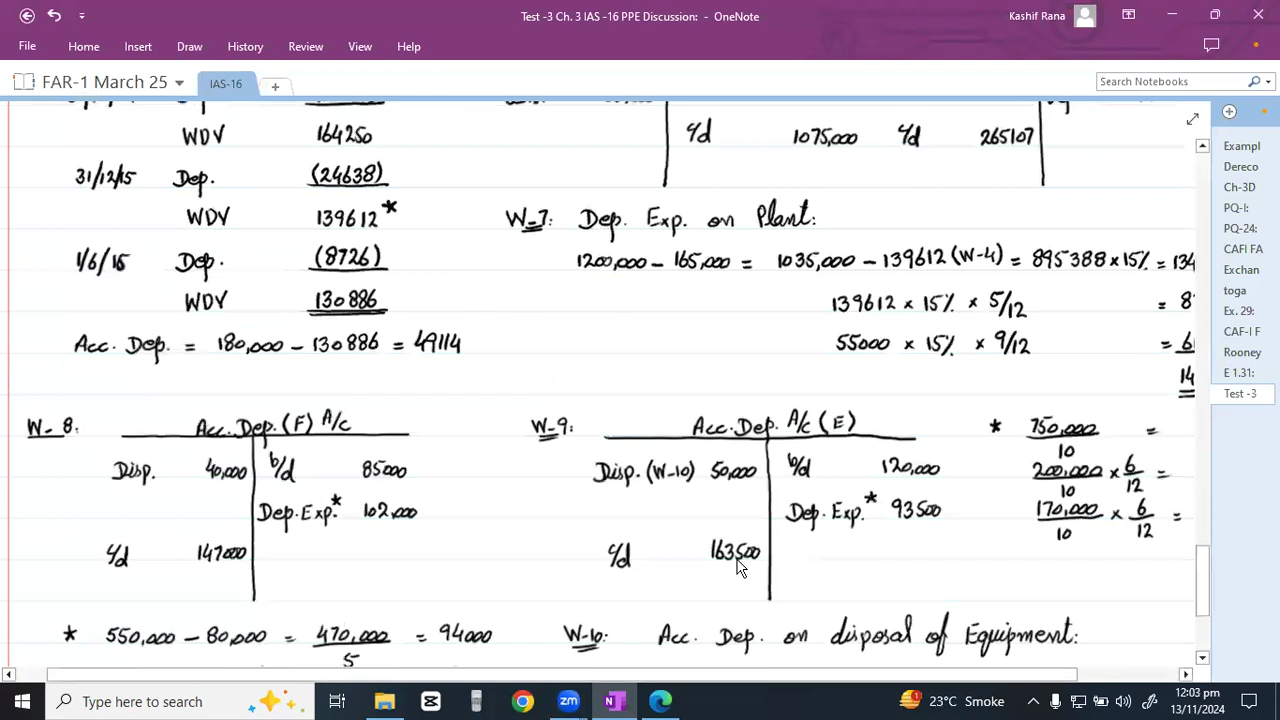 Test -3 Ch. 3 IAS -16 PPE Discussion: - OneNote
Kashif Rana
File Home Insert Draw History Review View Help
FAR-1 March 25
IAS-16
Search Notebooks
WDV 164250
31/12/15 Dep. (24638)
WDV 139612*
1/6/15 Dep. (8726)
WDV 130886
Acc. Dep. = 180,000 - 130886 = 49114
c/d 1075,000 c/d 265107
W-7: Dep. Exp. on Plant:
1200,000 - 165,000 = 1035,000 - 139612 (W-4) = 895388 x 15% = 134
139612 x 15% x 5/12 = 8
55000 x 15% x 9/12 = 6
14
W-8: Acc. Dep. (F) A/c
Disp. 40,000 b/d 85000
Dep. Exp.* 102,000
c/d 147000
* 550,000 - 80,000 = 470,000 = 94000
5
W-9: Acc. Dep. A/c (E)
Disp. (W-10) 50,000 b/d 120,000
Dep. Exp.* 93500
c/d 163500
* 750,000 =
10
200,000 x 6 =
10 12
170,000 x 6 =
10 12
W-10: Acc. Dep. on disposal of Equipment:
Exampl
Dereco
Ch-3D
PQ-I:
PQ-24:
CAFI FA
Exchan
toga
Ex. 29:
CAF-I F
Rooney
E 1.31:
Test -3
Type here to search
23°C Smoke
12:03 pm
13/11/2024